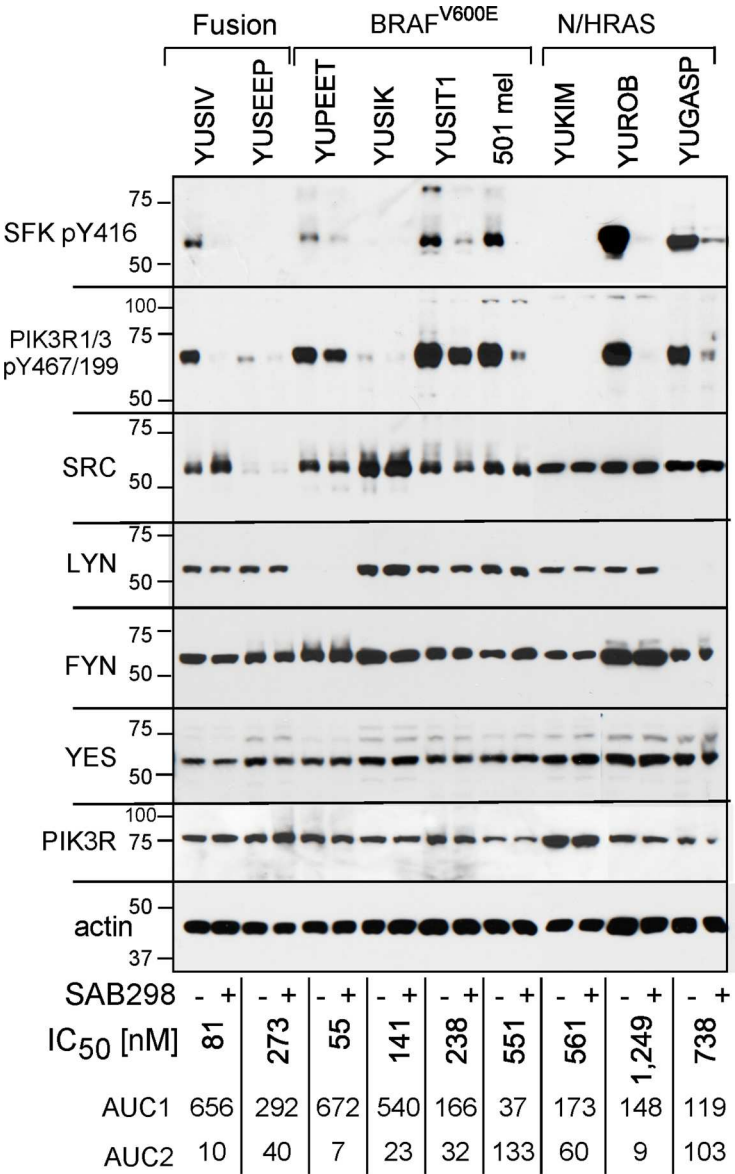 Fusion BRAFV600E N/HRAS
YUSIV YUSEEP YUPEET YUSIK YUSIT1 501 mel YUKIM YUROB YUGASP
75
SFK pY416
50
100
PIK3R1/3 75
pY467/199
50
75
SRC
50
75
LYN
50
75
FYN
50
75
YES
50
100
PIK3R 75
50
actin
37
SAB298 - + - + - + - + - + - + - + - + - +
IC50 [nM] 81 273 55 141 238 551 561 1,249 738
AUC1 656 292 672 540 166 37 173 148 119
AUC2 10 40 7 23 32 133 60 9 103